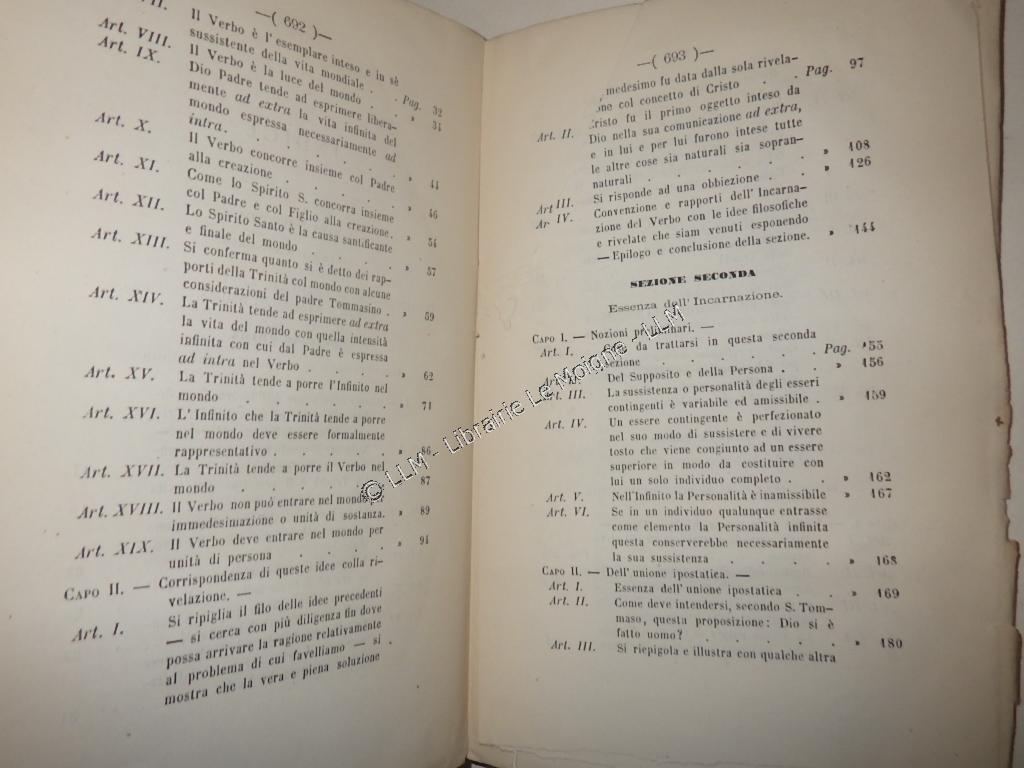 —( 692 )—
Il Verbo è l' esemplare inteso e in sè
sussistente della vita mondiale . . Pag. 32
Art. VIII. Il Verbo è la luce del mondo . . » 34
Art. IX. Dio Padre tende ad esprimere libera-
mente ad extra la vita infinita del
mondo espressa necessariamente ad
intra. . . . . . . » 44
Art. X. Il Verbo concorre insieme col Padre
alla creazione . . . . . » 46
Art. XI. Come lo Spirito S. concorra insieme
col Padre e col Figlio alla creazione. » 54
Art. XII. Lo Spirito Santo è la causa santificante
e finale del mondo . . . . » 57
Art. XIII. Si conferma quanto si è detto dei rap-
porti della Trinità col mondo con alcune
considerazioni del padre Tommasino . » 59
Art. XIV. La Trinità tende ad esprimere ad extra
la vita del mondo con quella intensità
infinita con cui dal Padre è espressa
ad intra nel Verbo . . . . » 62
Art. XV. La Trinità tende a porre l'Infinito nel
mondo . . . . . . » 71
Art. XVI. L' Infinito che la Trinità tende a porre
nel mondo deve essere formalmente
rappresentativo . . . . . » 86
Art. XVII. La Trinità tende a porre il Verbo nel
mondo . . . . . . 87
Art. XVIII. Il Verbo non può entrare nel mondo per
immedesimazione o unità di sostanza. » 89
Art. XIX. Il Verbo deve entrare nel mondo per
unità di persona . . . . » 94
CAPO II. — Corrispondenza di queste idee colla ri-
velazione. —
Art. I. Si ripiglia il filo delle idee precedenti
— si cerca con più diligenza fin dove
possa arrivare la ragione relativamente
al problema di cui favelliamo — si
mostra che la vera e piena soluzione
—( 693 )—
medesimo fu data dalla sola rivela-
one col concetto di Cristo . . Pag. 97
Art. II. Cristo fu il primo oggetto inteso da
Dio nella sua comunicazione ad extra,
e in lui e per lui furono intese tutte
le altre cose sia naturali sia sopran-
naturali . . . . . . » 108
Art III. Si risponde ad una obbiezione . . » 126
Ar IV. Convenzione e rapporti dell' Incarna-
zione del Verbo con le idee filosofiche
e rivelate che siam venuti esponendo
— Epilogo e conclusione della sezione. » 144
SEZIONE SECONDA
Essenza dell' Incarnazione.
CAPO I. — Nozioni preliminari. —
Art. I. da trattarsi in questa seconda
sezione . . . . . Pag. 155
Del Supposito e della Persona . . » 156
Art. III. La sussistenza o personalità degli esseri
contingenti è variabile ed amissibile . » 159
Art. IV. Un essere contingente è perfezionato
nel suo modo di sussistere e di vivere
tosto che viene congiunto ad un essere
superiore in modo da costituire con
lui un solo individuo completo . . » 162
Art. V. Nell'Infinito la Personalità è inamissibile » 167
Art. VI. Se in un individuo qualunque entrasse
come elemento la Personalità infinita
questa conserverebbe necessariamente
la sua sussistenza . . . . » 168
CAPO II. — Dell' unione ipostatica. —
Art. I. Essenza dell' unione ipostatica . . » 169
Art. II. Come deve intendersi, secondo S. Tom-
maso, questa proposizione: Dio si è
fatto uomo? . . . . . » 180
Art. III. Si riepigola e illustra con qualche altra
© LLM - Librairie Le Moigne - LLM